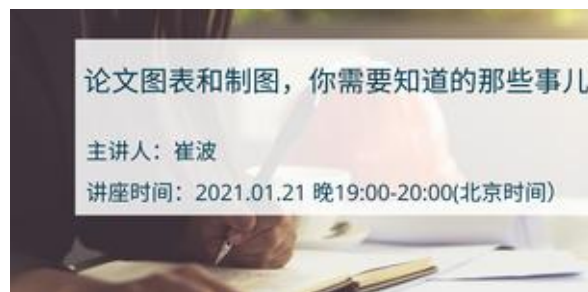 论文图表和制图，你需要知道的那些事儿
主讲人：崔波
讲座时间：2021.01.21 晚19:00-20:00(北京时间）